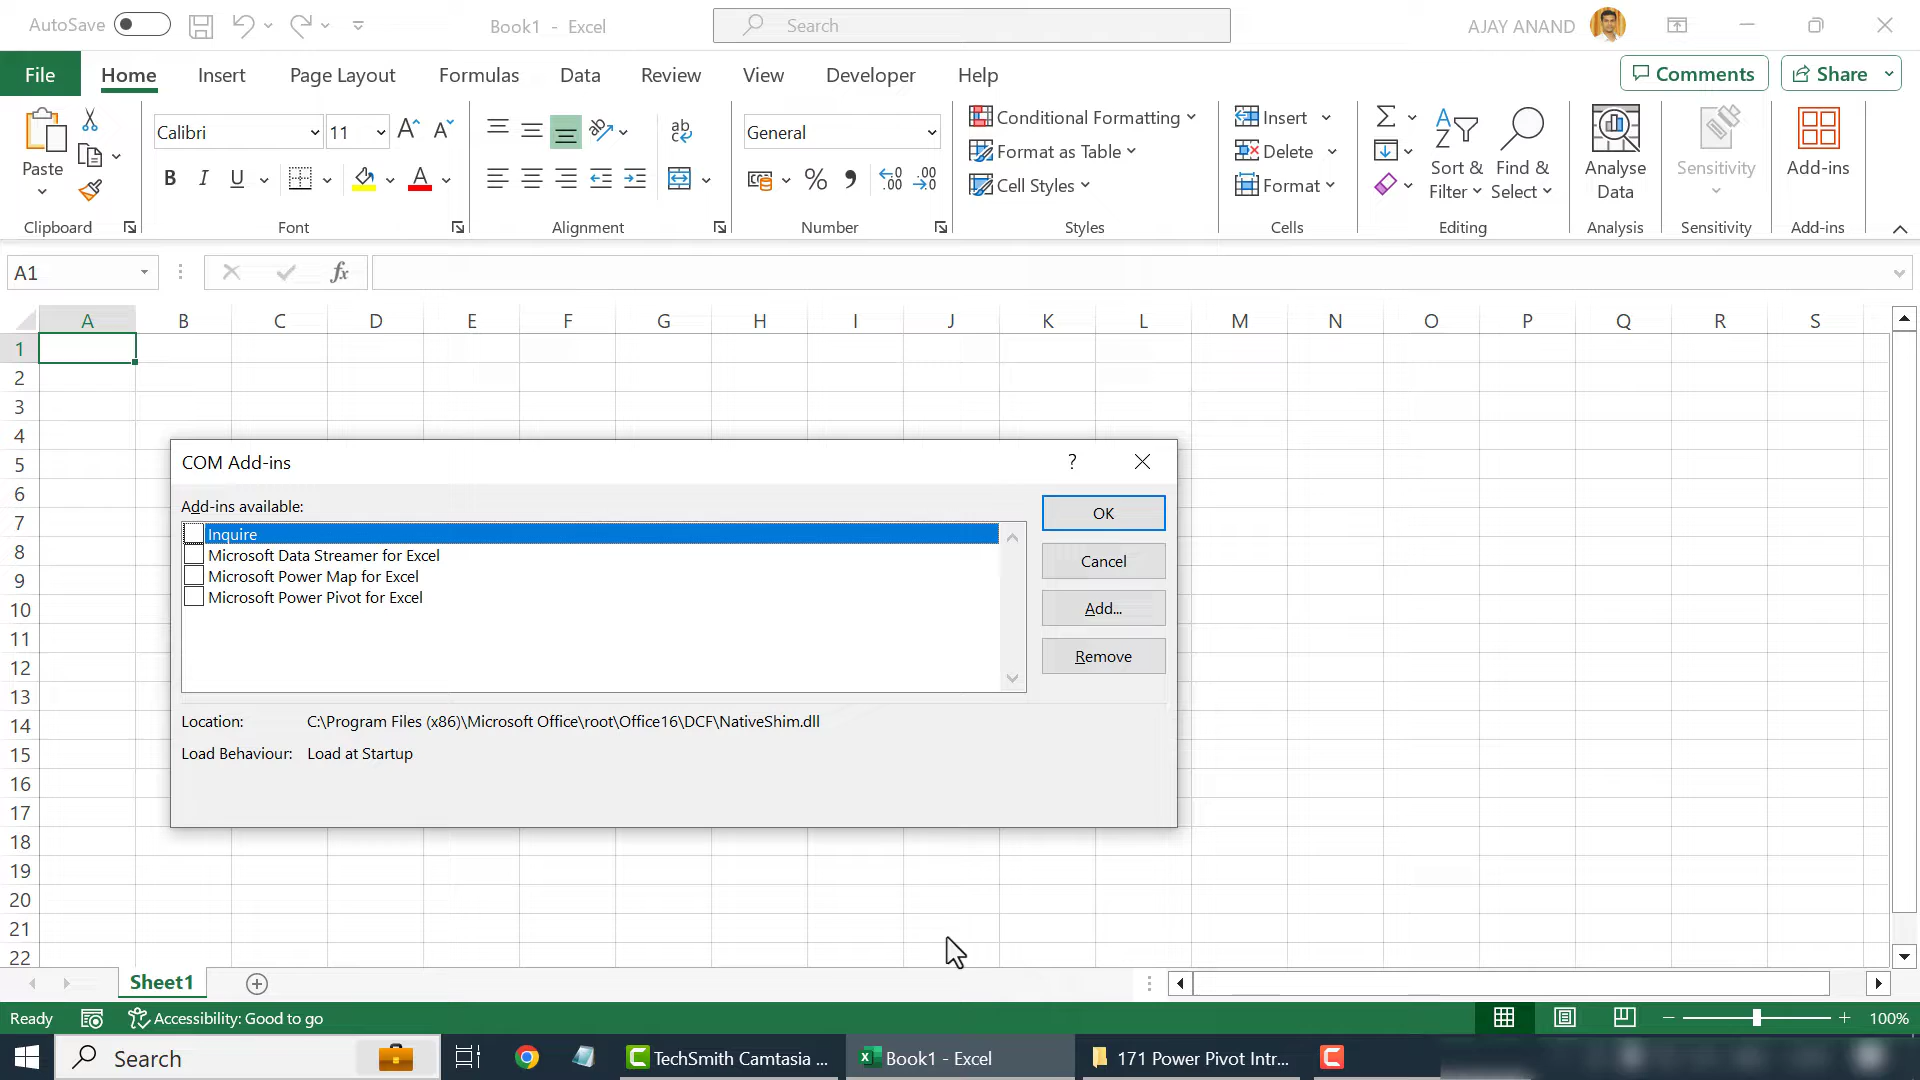 AutoSave
Book1 - Excel
Search
AJAY ANAND
File Home Insert Page Layout Formulas Data Review View Developer Help
Comments Share
Paste
Calibri 11
B I U A
ab
General
% 9 .00
Conditional Formatting
Format as Table
Cell Styles
Insert
Delete
Format
Sort &
Filter
Find &
Select
Analyse
Data
Sensitivity
Add-ins
Clipboard Font Alignment Number Styles Cells Editing Analysis Sensitivity Add-ins
A1 fx
A B C D E F G H I J K L M N O P Q R S
1
2
3
4
5
6
7
8
9
10
11
12
13
14
15
16
17
18
19
20
21
22
COM Add-ins ?
Add-ins available:
Inquire
Microsoft Data Streamer for Excel
Microsoft Power Map for Excel
Microsoft Power Pivot for Excel
OK
Cancel
Add...
Remove
Location: C:\Program Files (x86)\Microsoft Office\root\Office16\DCF\NativeShim.dll
Load Behaviour: Load at Startup
Sheet1
Ready Accessibility: Good to go 100%
Search
TechSmith Camtasia ...
Book1 - Excel
171 Power Pivot Intr...